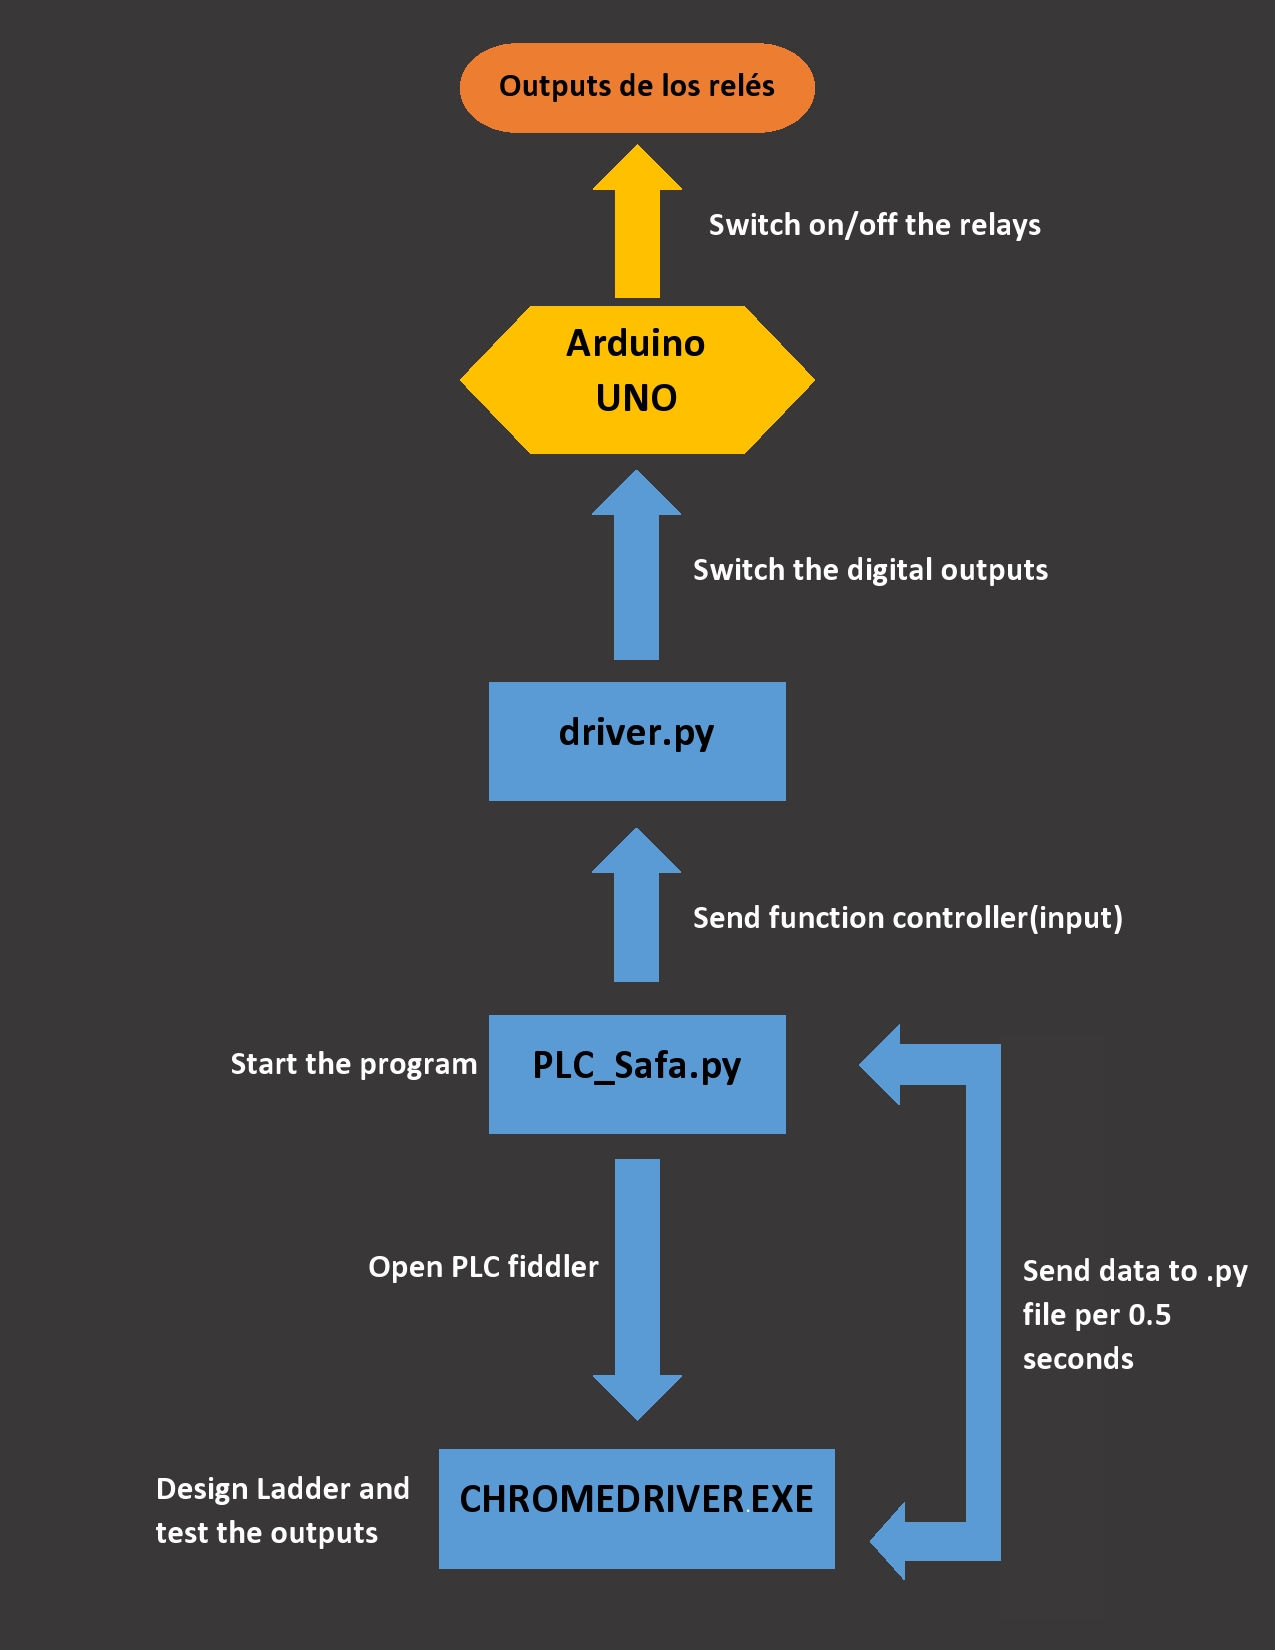 Outputs de los relés
Switch on/off the relays
Arduino
UNO
Switch the digital outputs
driver.py
Send function controller(input)
Start the program
PLC_Safa.py
Open PLC fiddler
Send data to .py
file per 0.5
seconds
Design Ladder and
test the outputs
CHROMEDRIVER.EXE